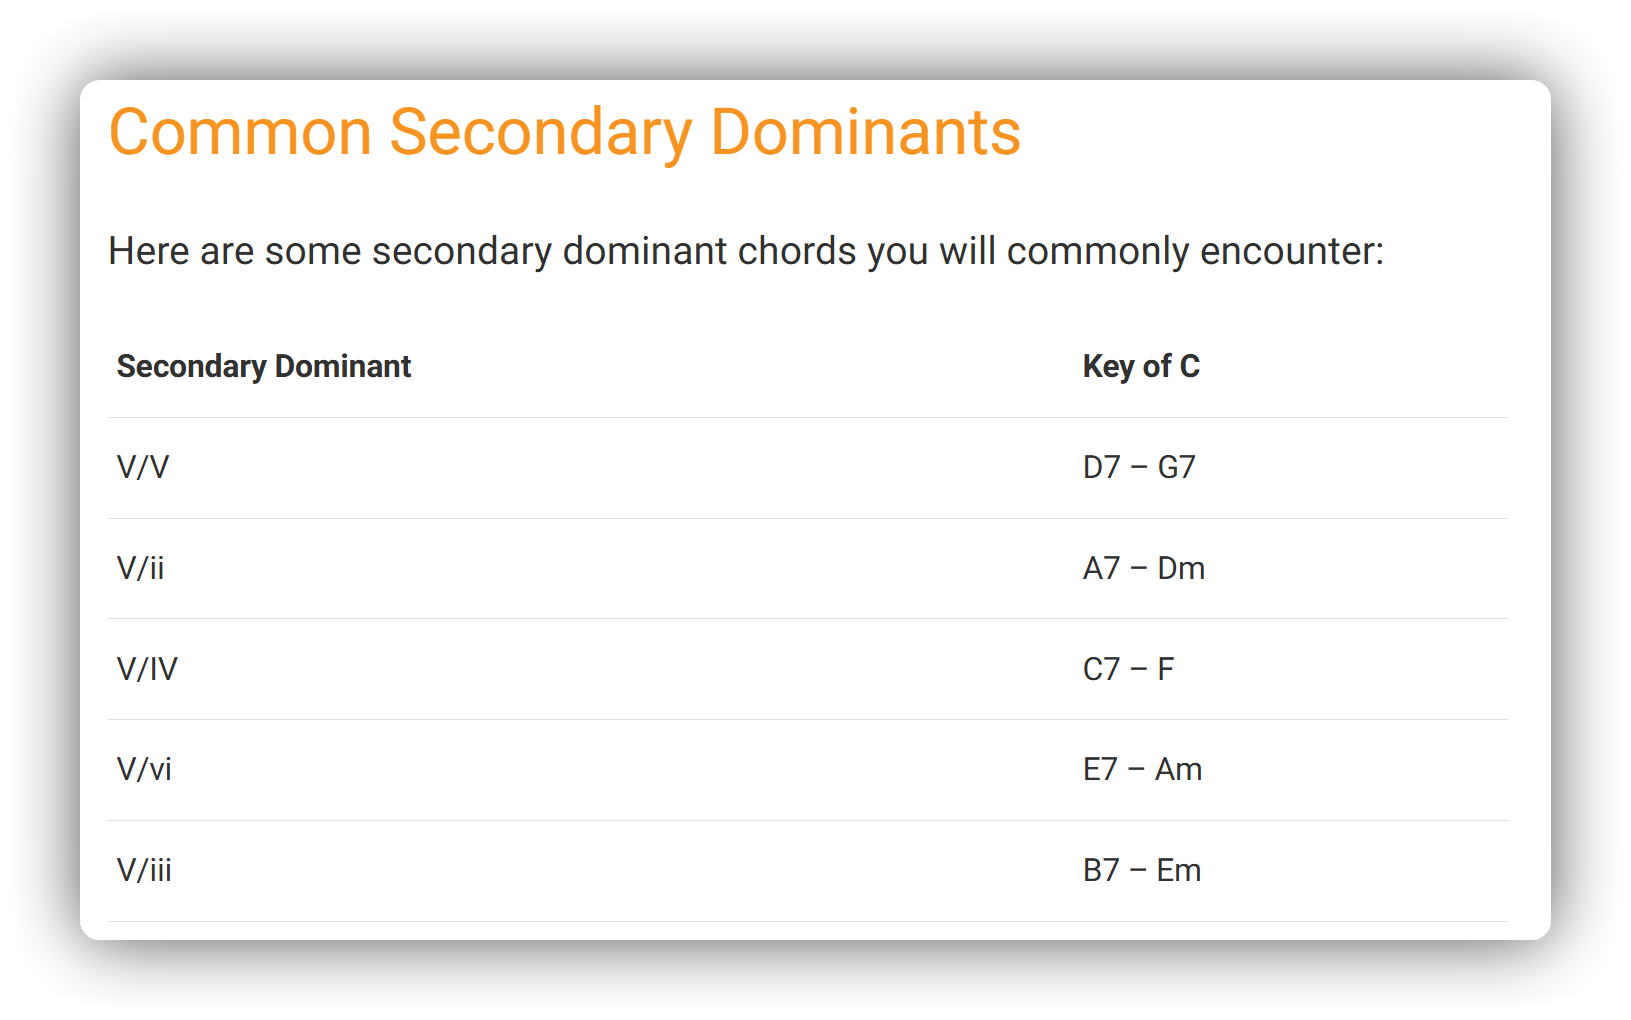 Common Secondary Dominants
Here are some secondary dominant chords you will commonly encounter:
Secondary Dominant Key of C
V/V D7 – G7
V/ii A7 – Dm
V/IV C7 – F
V/vi E7 – Am
V/iii B7 – Em